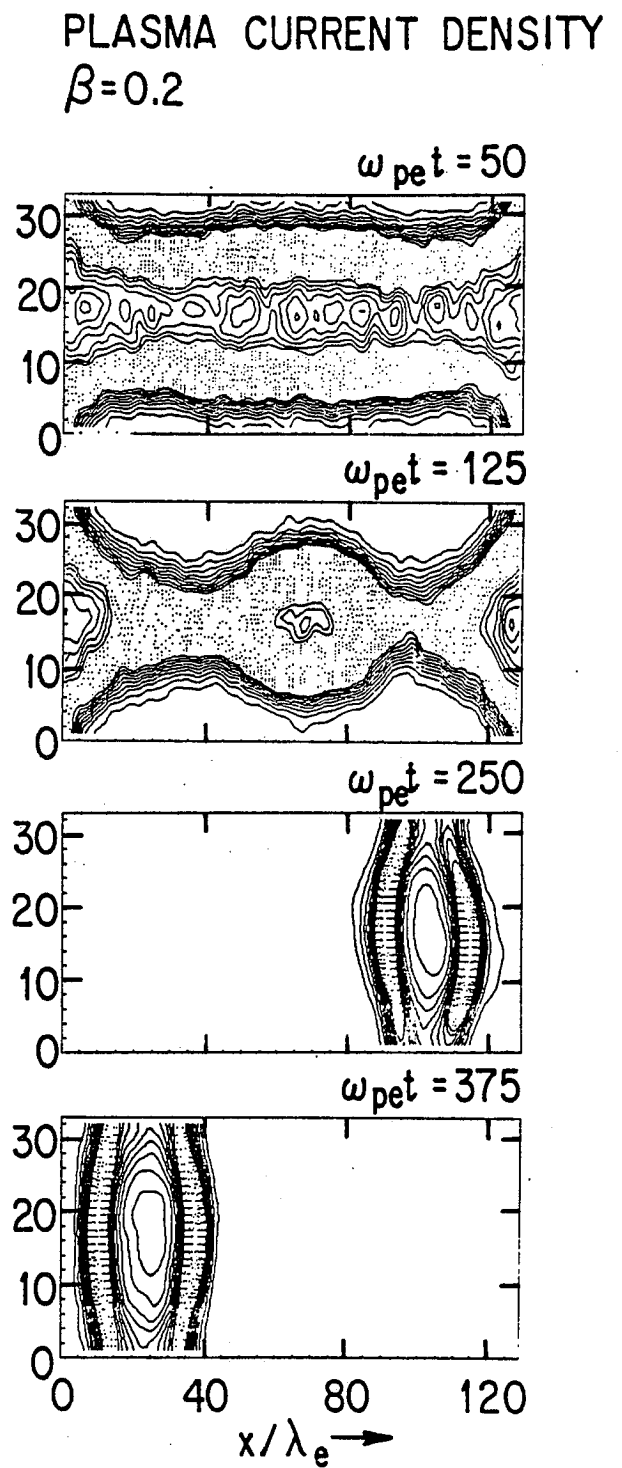 PLASMA CURRENT DENSITY
β=0.2
ω_pe t = 50
30
20
10
0
ω_pe t = 125
30
20
10
0
ω_pe t = 250
30
20
10
0
ω_pe t = 375
30
20
10
0
0 40 80 120
x/λ_e →